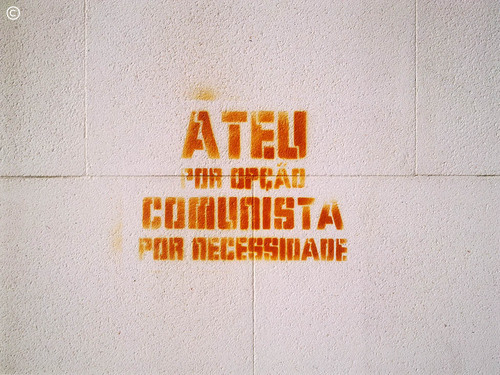 ©
ATEU
POR OPÇÃO
COMUNISTA
POR NECESSIDADE